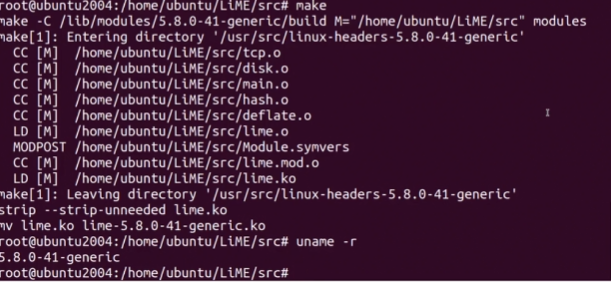 root@ubuntu2004:/home/ubuntu/LiME/src# make
make -C /lib/modules/5.8.0-41-generic/build M="/home/ubuntu/LiME/src" modules
make[1]: Entering directory '/usr/src/linux-headers-5.8.0-41-generic'
CC [M] /home/ubuntu/LiME/src/tcp.o
CC [M] /home/ubuntu/LiME/src/disk.o
CC [M] /home/ubuntu/LiME/src/main.o
CC [M] /home/ubuntu/LiME/src/hash.o
CC [M] /home/ubuntu/LiME/src/deflate.o
LD [M] /home/ubuntu/LiME/src/lime.o
MODPOST /home/ubuntu/LiME/src/Module.symvers
CC [M] /home/ubuntu/LiME/src/lime.mod.o
LD [M] /home/ubuntu/LiME/src/lime.ko
make[1]: Leaving directory '/usr/src/linux-headers-5.8.0-41-generic'
strip --strip-unneeded lime.ko
mv lime.ko lime-5.8.0-41-generic.ko
root@ubuntu2004:/home/ubuntu/LiME/src# uname -r
5.8.0-41-generic
root@ubuntu2004:/home/ubuntu/LiME/src#